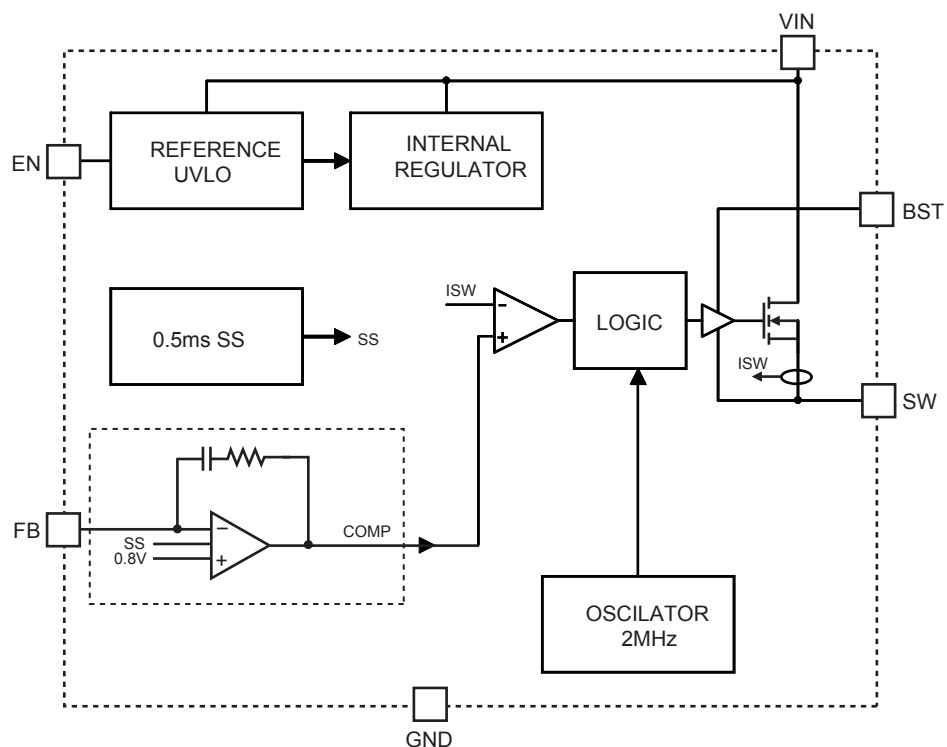 VIN
EN
REFERENCE
UVLO
INTERNAL
REGULATOR
BST
0.5ms SS
SS
ISW
-
+
LOGIC
ISW
SW
FB
SS
0.8V
-
+
COMP
OSCILATOR
2MHz
GND